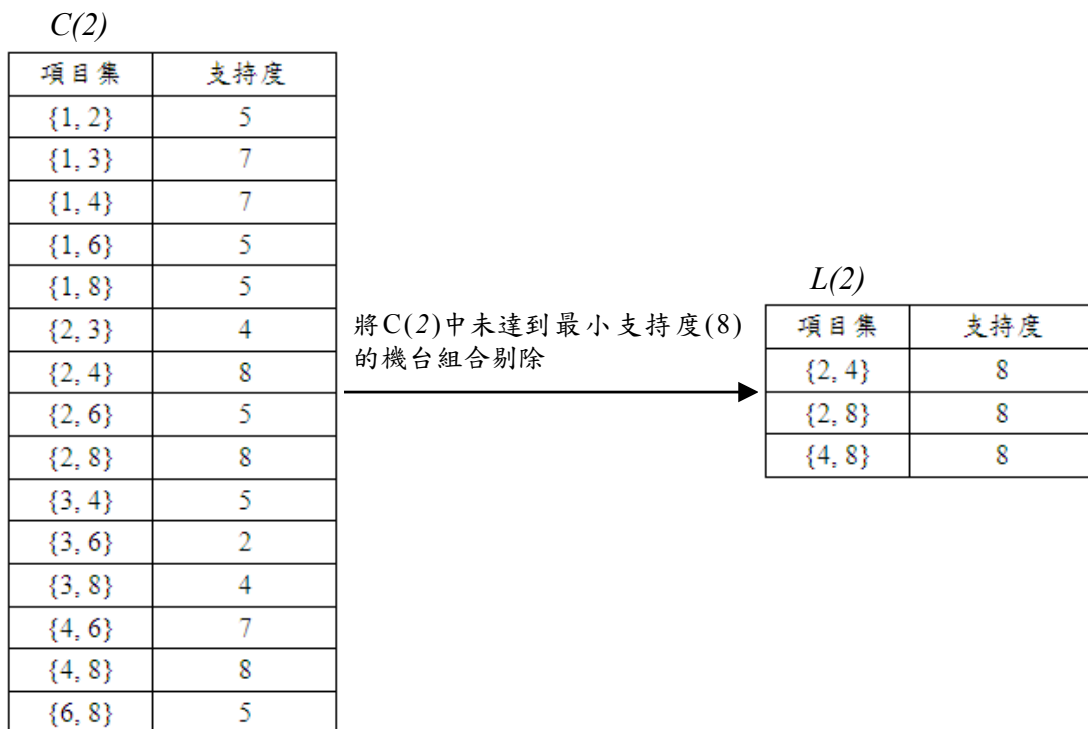 C(2)
項目集 支持度
{1, 2} 5
{1, 3} 7
{1, 4} 7
{1, 6} 5
{1, 8} 5
{2, 3} 4
{2, 4} 8
{2, 6} 5
{2, 8} 8
{3, 4} 5
{3, 6} 2
{3, 8} 4
{4, 6} 7
{4, 8} 8
{6, 8} 5
將C(2)中未達到最小支持度(8)
的機台組合剔除
L(2)
項目集 支持度
{2, 4} 8
{2, 8} 8
{4, 8} 8